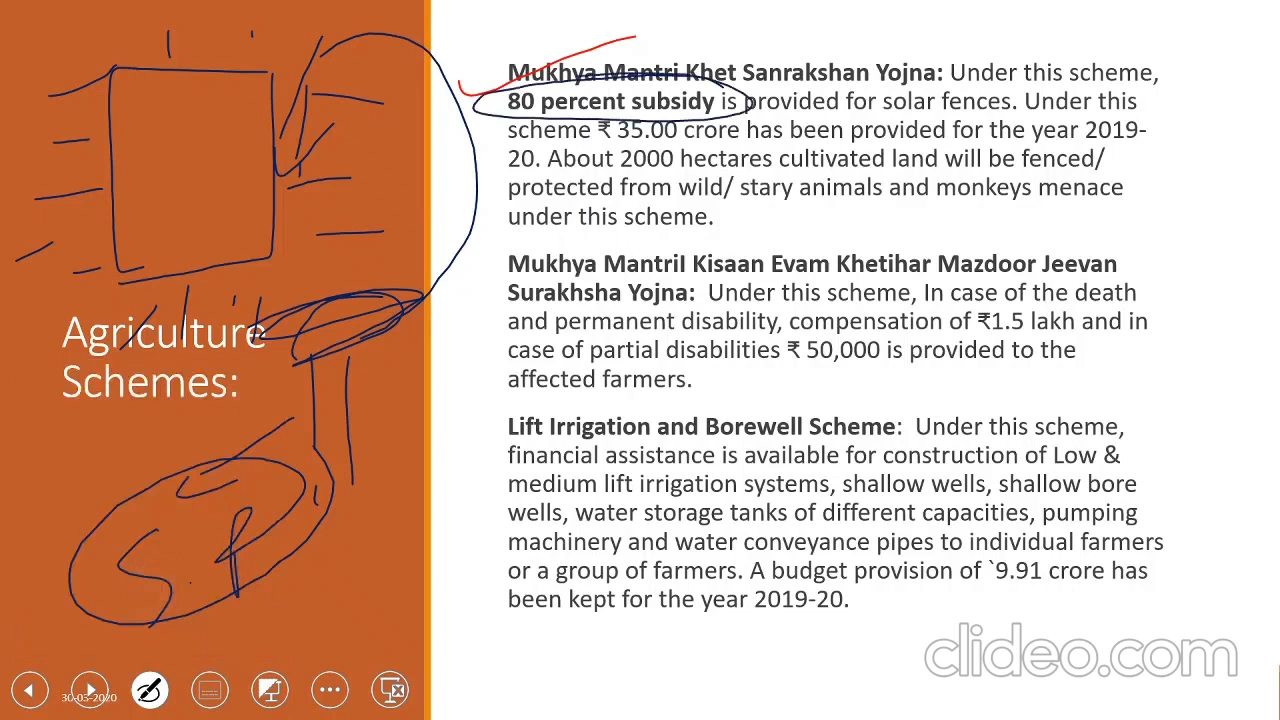 Agriculture
Schemes:
Mukhya Mantri Khet Sanrakshan Yojna: Under this scheme,
80 percent subsidy is provided for solar fences. Under this
scheme ₹ 35.00 crore has been provided for the year 2019-
20. About 2000 hectares cultivated land will be fenced/
protected from wild/ stary animals and monkeys menace
under this scheme.
Mukhya MantriI Kisaan Evam Khetihar Mazdoor Jeevan
Surakhsha Yojna:  Under this scheme, In case of the death
and permanent disability, compensation of ₹1.5 lakh and in
case of partial disabilities ₹ 50,000 is provided to the
affected farmers.
Lift Irrigation and Borewell Scheme:  Under this scheme,
financial assistance is available for construction of Low &
medium lift irrigation systems, shallow wells, shallow bore
wells, water storage tanks of different capacities, pumping
machinery and water conveyance pipes to individual farmers
or a group of farmers. A budget provision of `9.91 crore has
been kept for the year 2019-20.
SP
30-03-2020
clideo.com